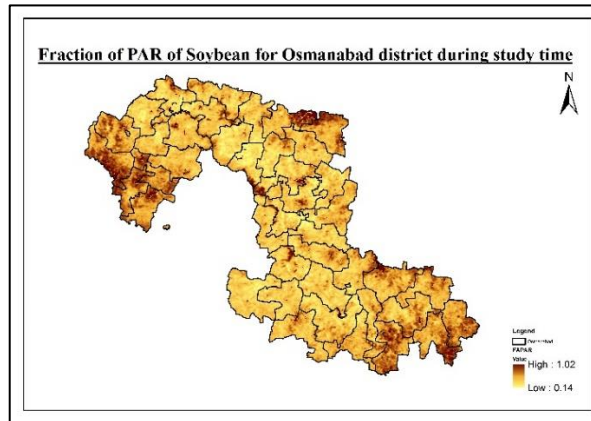 Fraction of PAR of Soybean for Osmanabad district during study time
N
Legend
Osmanabad
FAPAR
Value
High : 1.02
Low : 0.14